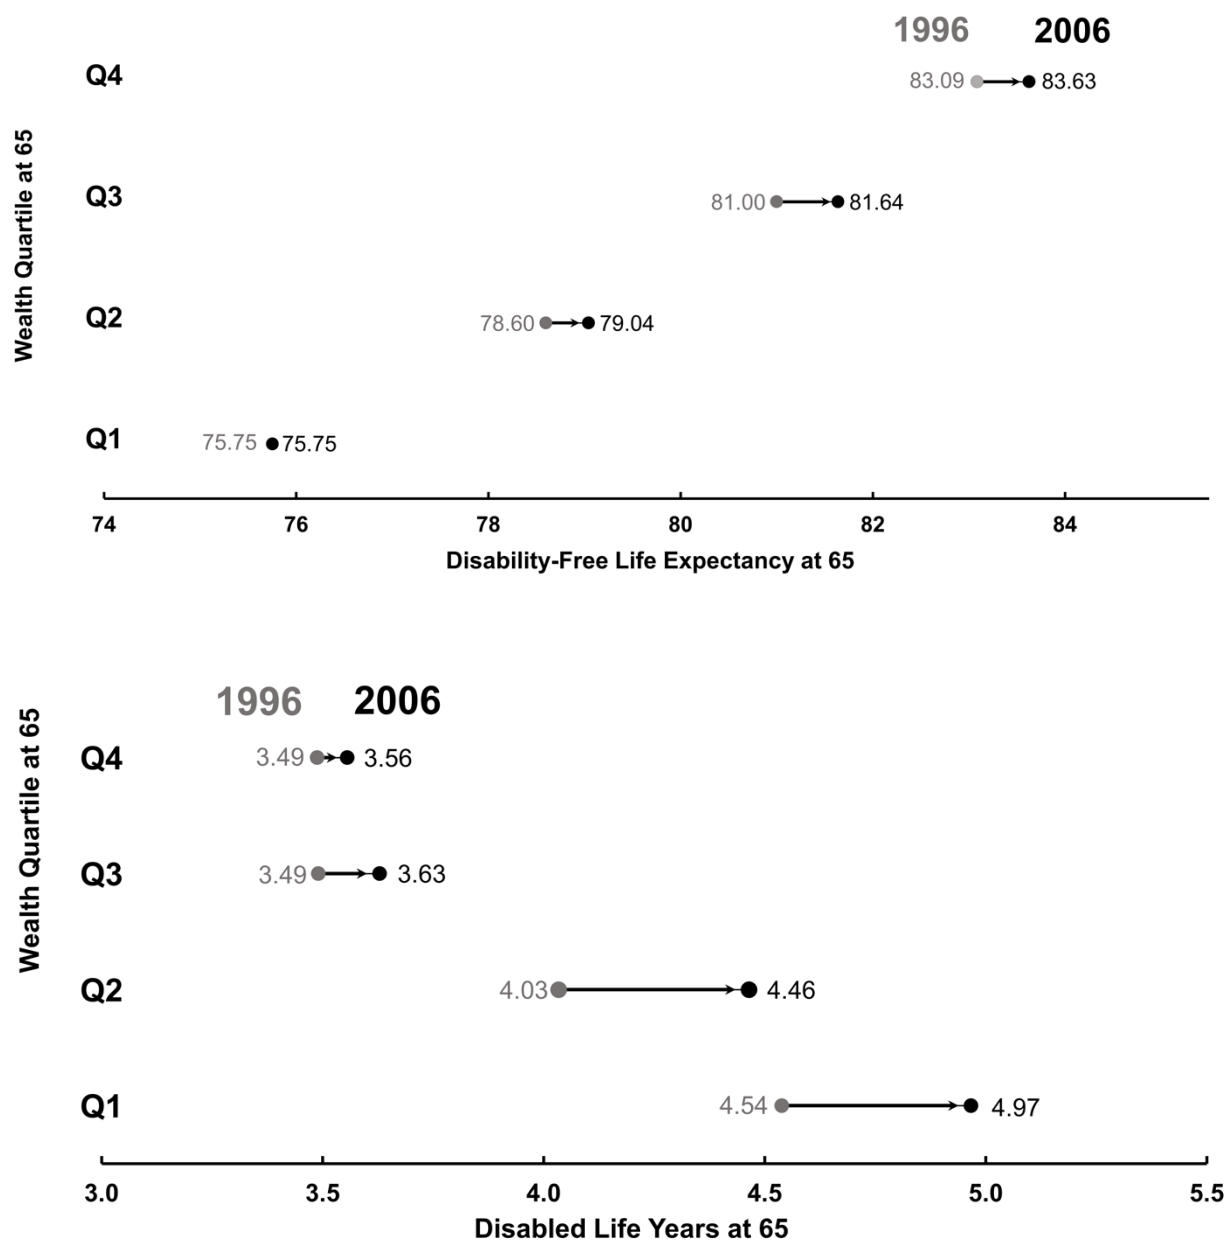 1996 2006
Wealth Quartile at 65
Q4 83.09 83.63
Q3 81.00 81.64
Q2 78.60 79.04
Q1 75.75 75.75
74 76 78 80 82 84
Disability-Free Life Expectancy at 65
1996 2006
Wealth Quartile at 65
Q4 3.49 3.56
Q3 3.49 3.63
Q2 4.03 4.46
Q1 4.54 4.97
3.0 3.5 4.0 4.5 5.0 5.5
Disabled Life Years at 65